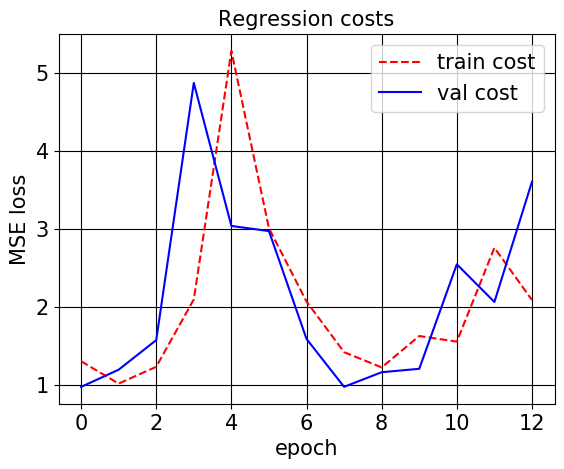 Regression costs
train cost
val cost
MSE loss
5
4
3
2
1
0 2 4 6 8 10 12
epoch